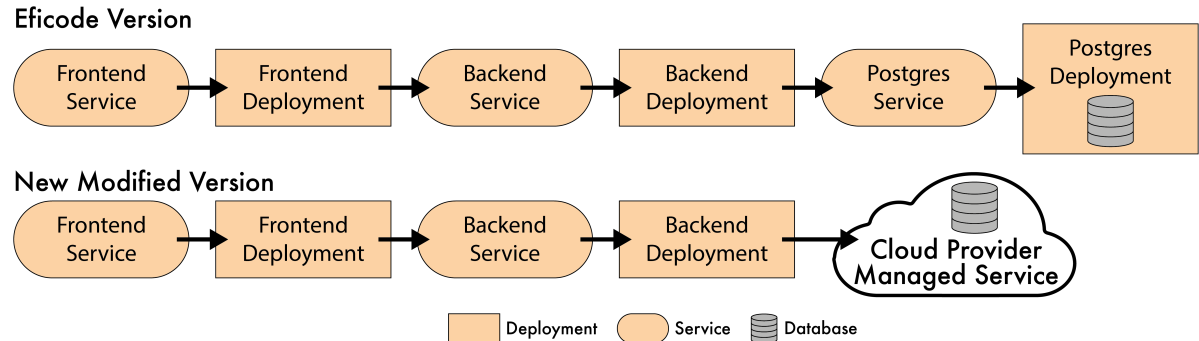 Eficode Version
Frontend
Service
Frontend
Deployment
Backend
Service
Backend
Deployment
Postgres
Service
Postgres
Deployment
New Modified Version
Frontend
Service
Frontend
Deployment
Backend
Service
Backend
Deployment
Cloud Provider
Managed Service
Deployment
Service
Database